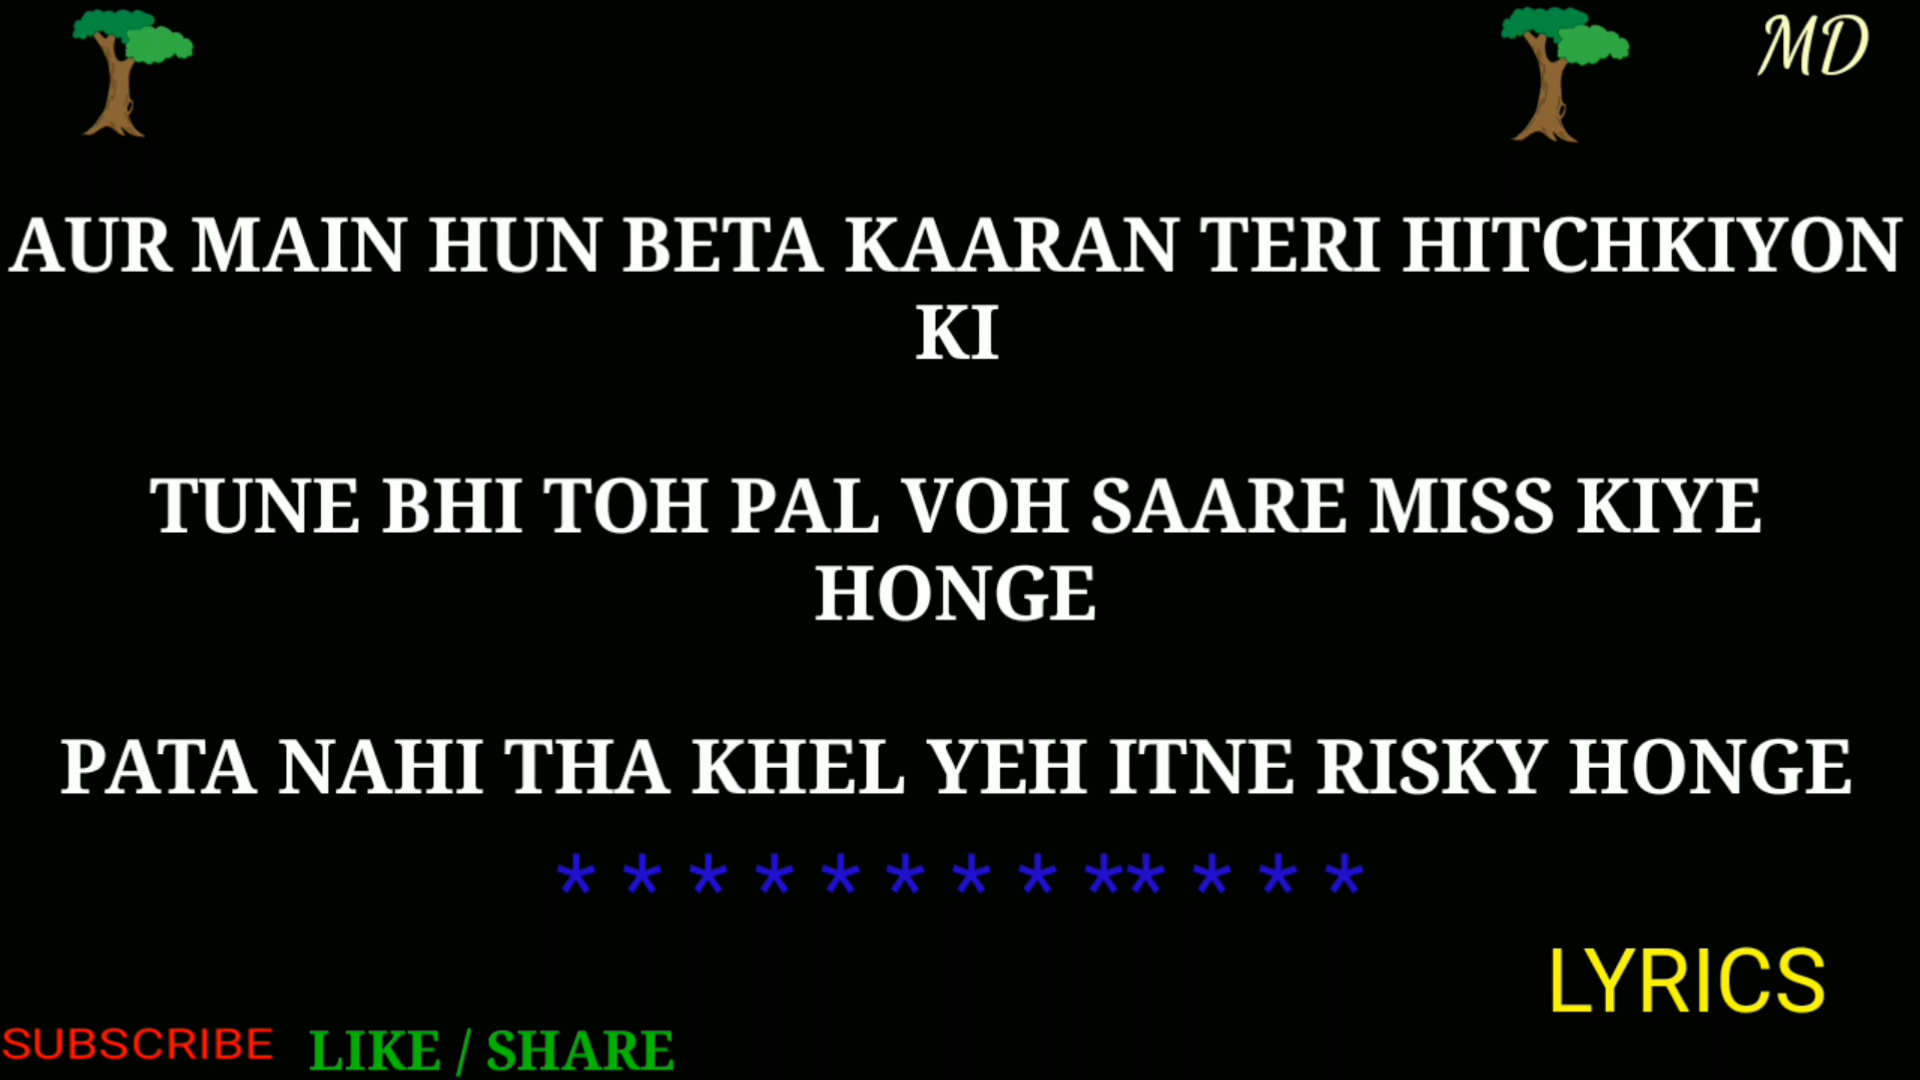 MD
AUR MAIN HUN BETA KAARAN TERI HITCHKIYON
KI
TUNE BHI TOH PAL VOH SAARE MISS KIYE
HONGE
PATA NAHI THA KHEL YEH ITNE RISKY HONGE
* * * * * * * * ** * * *
LYRICS
SUBSCRIBE LIKE / SHARE